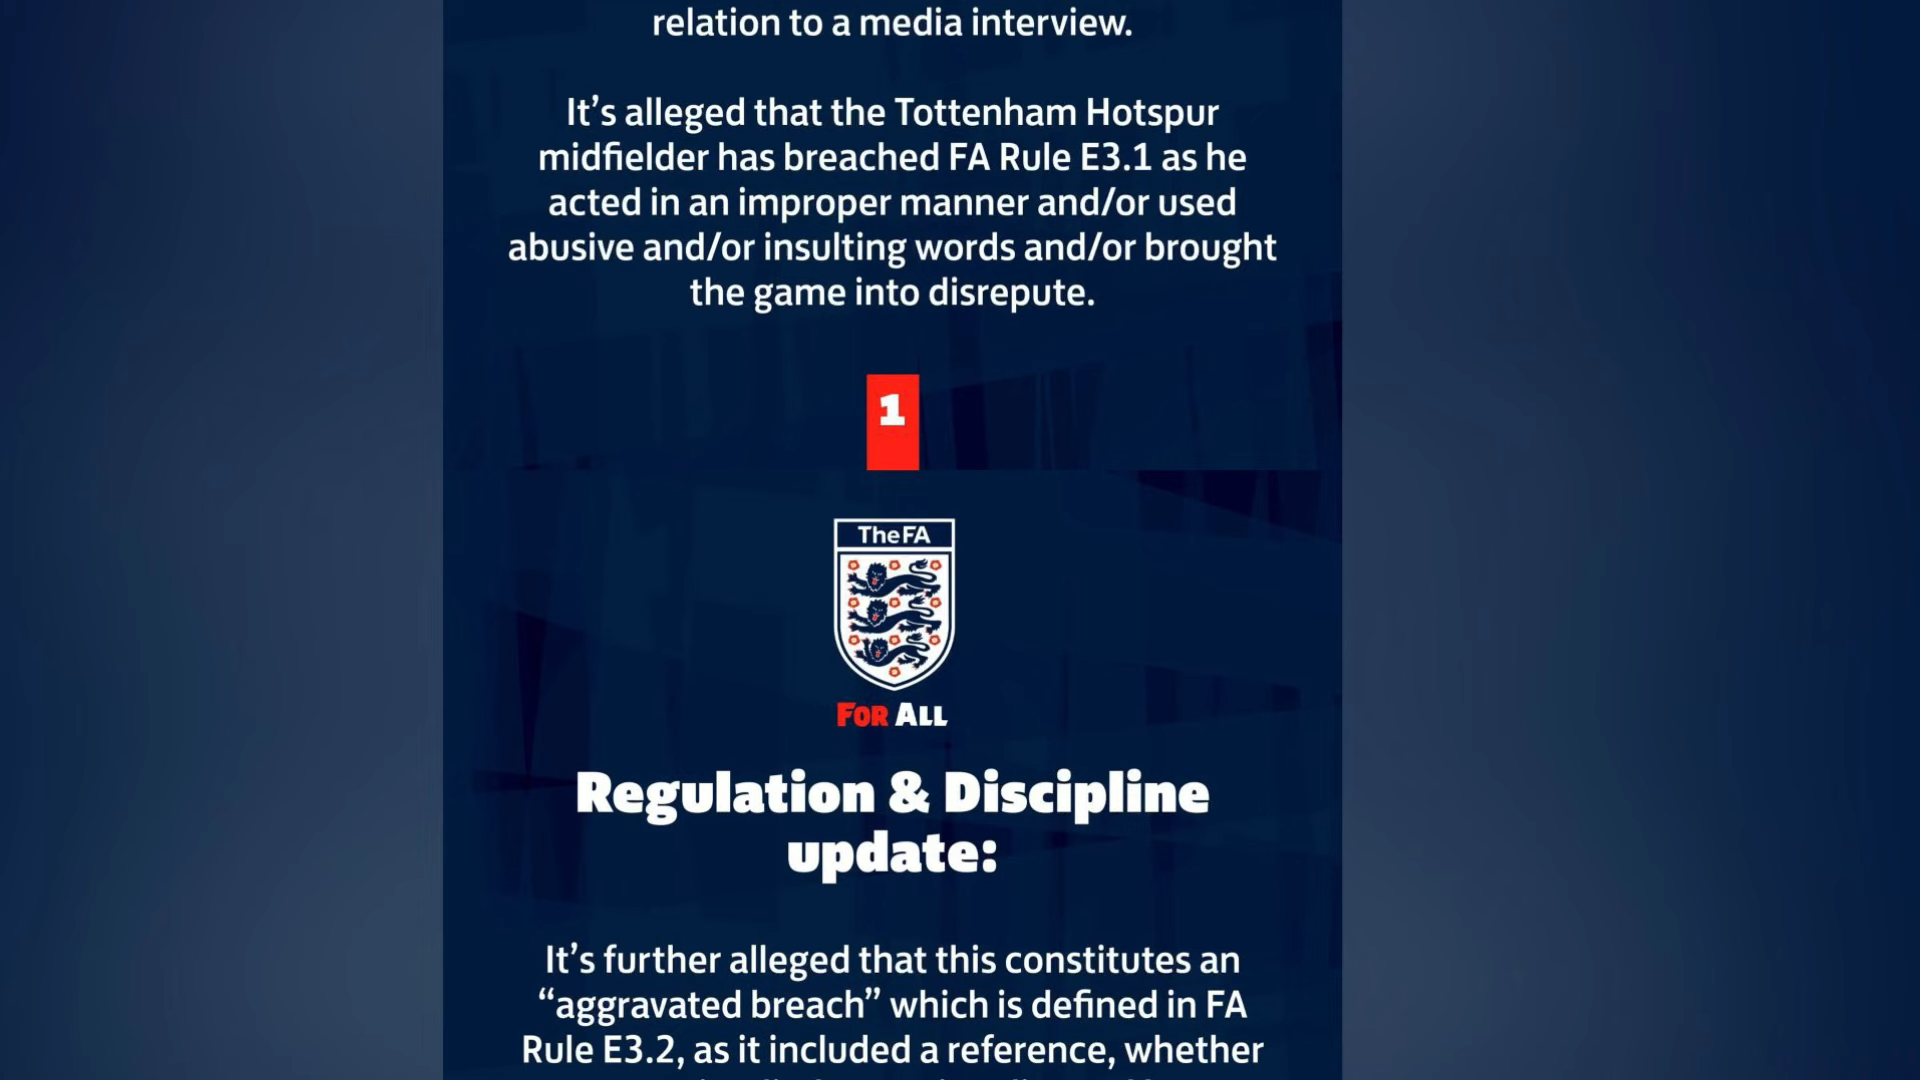 relation to a media interview.
It’s alleged that the Tottenham Hotspur
midfielder has breached FA Rule E3.1 as he
acted in an improper manner and/or used
abusive and/or insulting words and/or brought
the game into disrepute.
1
The FA
FOR ALL
Regulation & Discipline
update:
It’s further alleged that this constitutes an
“aggravated breach” which is defined in FA
Rule E3.2, as it included a reference, whether